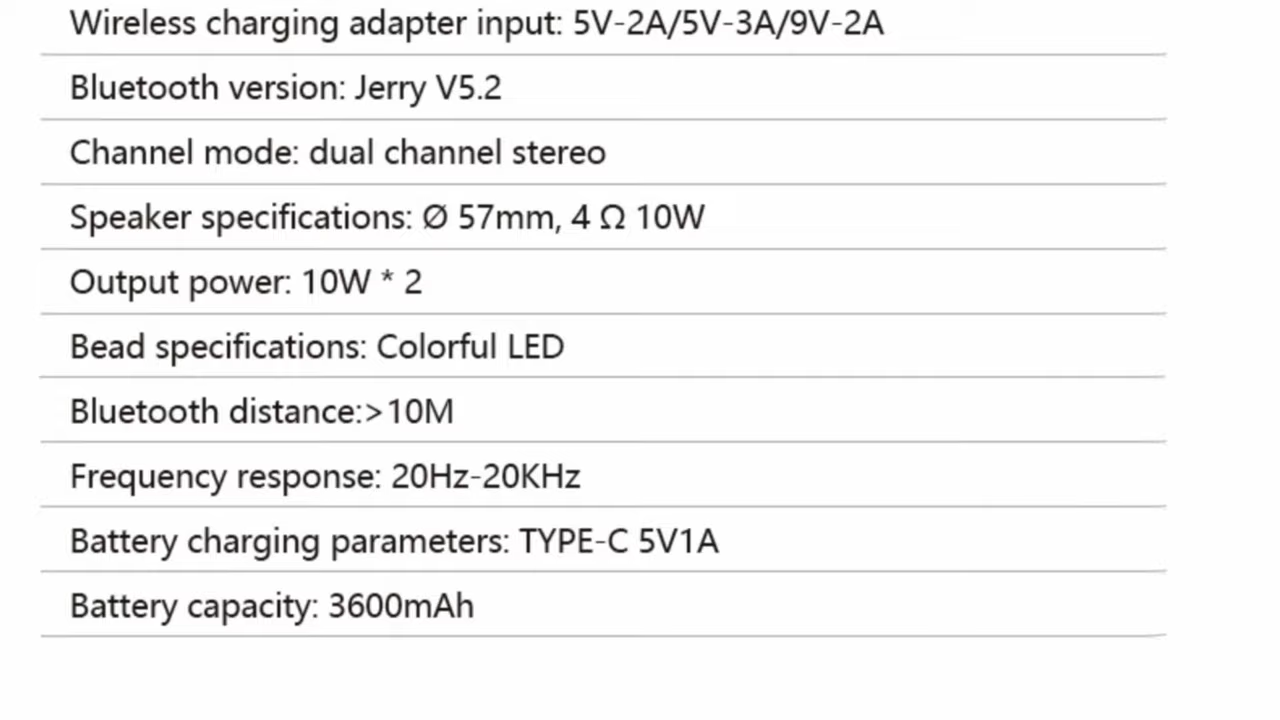 Wireless charging adapter input: 5V-2A/5V-3A/9V-2A
Bluetooth version: Jerry V5.2
Channel mode: dual channel stereo
Speaker specifications: Ø 57mm, 4 Ω 10W
Output power: 10W * 2
Bead specifications: Colorful LED
Bluetooth distance:>10M
Frequency response: 20Hz-20KHz
Battery charging parameters: TYPE-C 5V1A
Battery capacity: 3600mAh